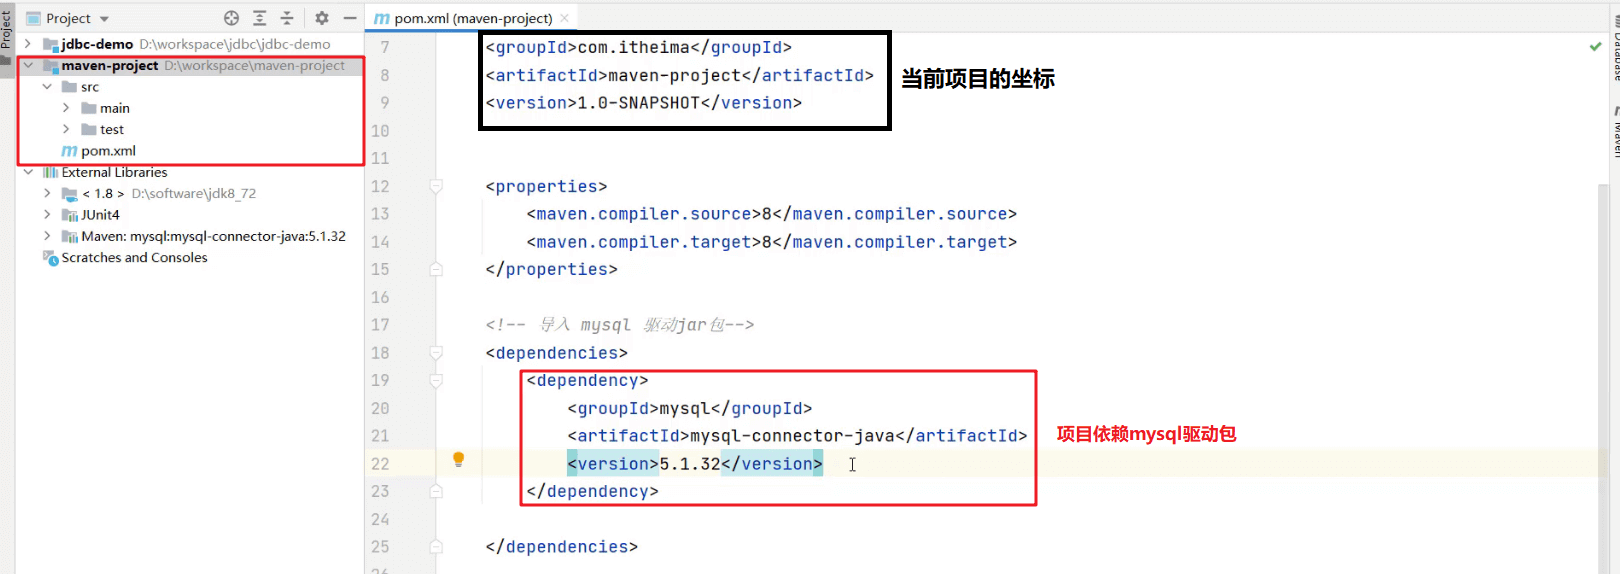 Project
pom.xml (maven-project)
Project
jdbc-demo D:\workspace\jdbc\jdbc-demo
maven-project D:\workspace\maven-project
src
main
test
pom.xml
External Libraries
< 1.8 > D:\software\jdk8_72
JUnit4
Maven: mysql:mysql-connector-java:5.1.32
Scratches and Consoles
7 <groupId>com.itheima</groupId>
8 <artifactId>maven-project</artifactId>
当前项目的坐标
9 <version>1.0-SNAPSHOT</version>
10
11
12 <properties>
13 <maven.compiler.source>8</maven.compiler.source>
14 <maven.compiler.target>8</maven.compiler.target>
15 </properties>
16
17 <!-- 导入 mysql 驱动jar包-->
18 <dependencies>
19 <dependency>
20 <groupId>mysql</groupId>
21 <artifactId>mysql-connector-java</artifactId>
项目依赖mysql驱动包
22 <version>5.1.32</version>
23 </dependency>
24
25 </dependencies>
Database